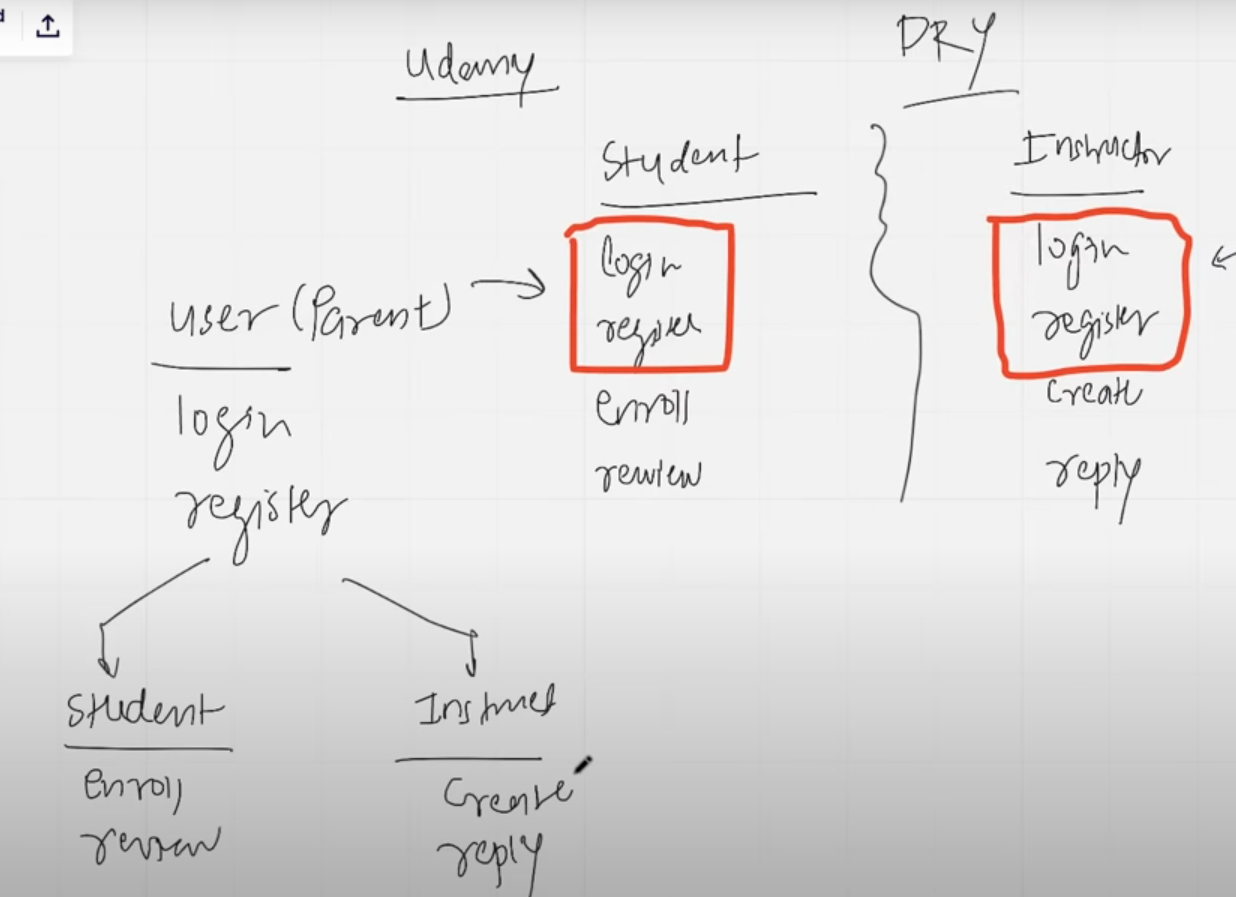 Udemy
DRY
Student
Instructor
login
register
enroll
review
login
register
create
reply
user (Parent)
login
register
Student
enroll
review
Instruct
Create
reply